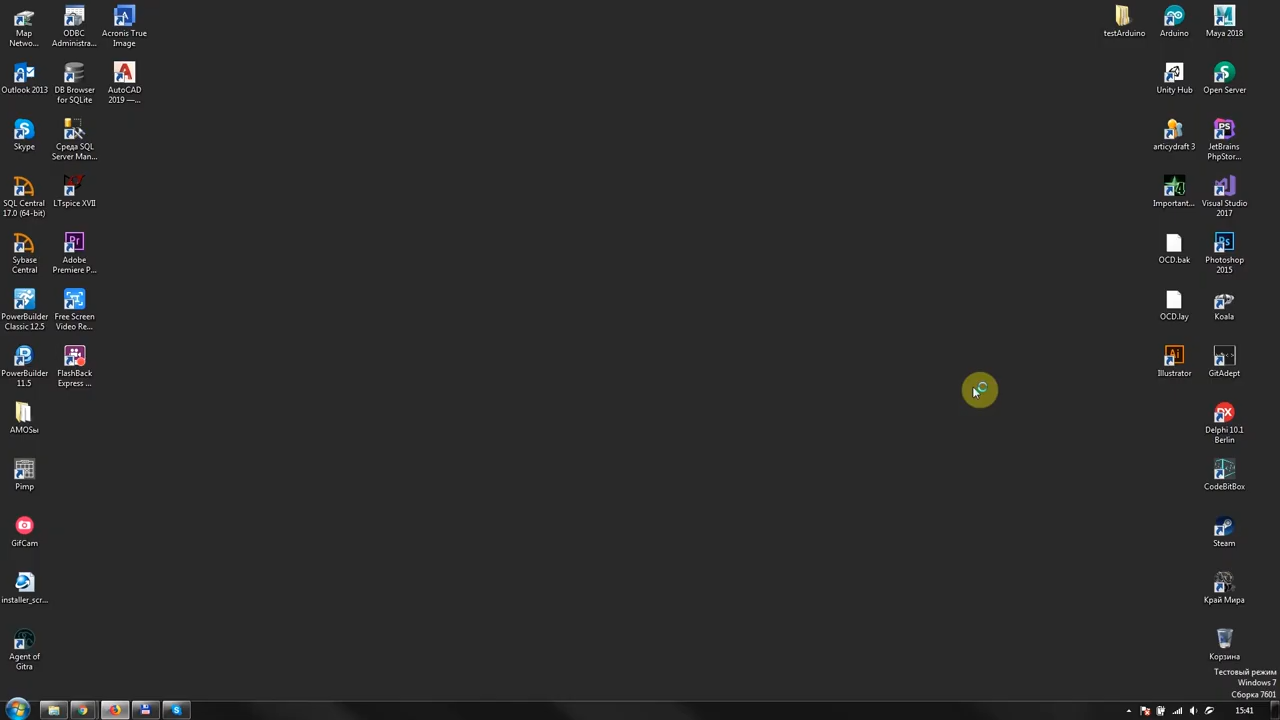 Map
Netwo...
ODBC
Administra...
Acronis True
Image
Outlook 2013
DB Browser
for SQLite
AutoCAD
2019 —...
Skype
Среда SQL
Server Man...
SQL Central
17.0 (64-bit)
LTspice XVII
Sybase
Central
Adobe
Premiere P...
PowerBuilder
Classic 12.5
Free Screen
Video Re...
PowerBuilder
11.5
FlashBack
Express ...
AMOSы
Pimp
GifCam
installer_scr...
Agent of
Gitra
testArduino
Arduino
Maya 2018
Unity Hub
Open Server
articydraft 3
JetBrains
PhpStor...
Important...
Visual Studio
2017
OCD.bak
Photoshop
2015
OCD.lay
Koala
Illustrator
GitAdept
Delphi 10.1
Berlin
CodeBitBox
Steam
Край Мира
Корзина
Тестовый режим
Windows 7
Сборка 7601
15:41